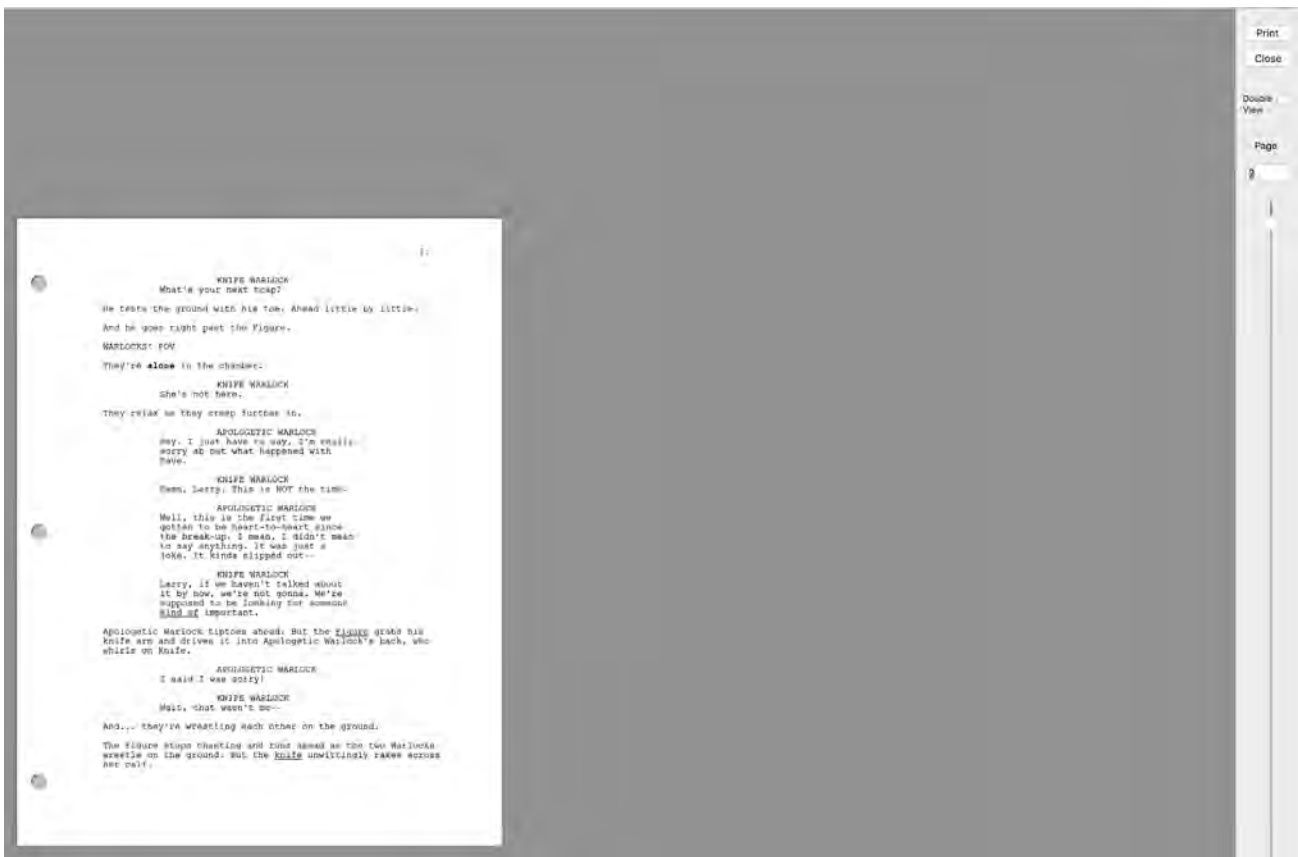 Print
Close
Double
View
Page
2
KNIFE WARLOCK
What's your next trap?
He tests the ground with his toe. Ahead little by little.
And he goes right past the Figure.
WARLOCKS' POV
They're alone in the chamber.
KNIFE WARLOCK
She's not here.
They relax as they creep further in.
APOLOGETIC WARLOCK
Hey. I just have to say, I'm really
sorry ab out what happened with
Dave.
KNIFE WARLOCK
Damn, Larry. This is NOT the time-
APOLOGETIC WARLOCK
Well, this is the first time we
gotten to be heart-to-heart since
the break-up. I mean, I didn't mean
to say anything. It was just a
joke. It kinda slipped out--
KNIFE WARLOCK
Larry, if we haven't talked about
it by now, we're not gonna. We're
supposed to be looking for someone
kind of important.
Apologetic Warlock tiptoes ahead. But the Figure grabs his
knife arm and drives it into Apologetic Warlock's back, who
whirls on Knife.
APOLOGETIC WARLOCK
I said I was sorry!
KNIFE WARLOCK
Wait, that wasn't me--
And... they're wrestling each other on the ground.
The Figure stops chanting and runs ahead as the two Warlocks
wrestle on the ground. But the knife unwittingly rakes across
her calf.